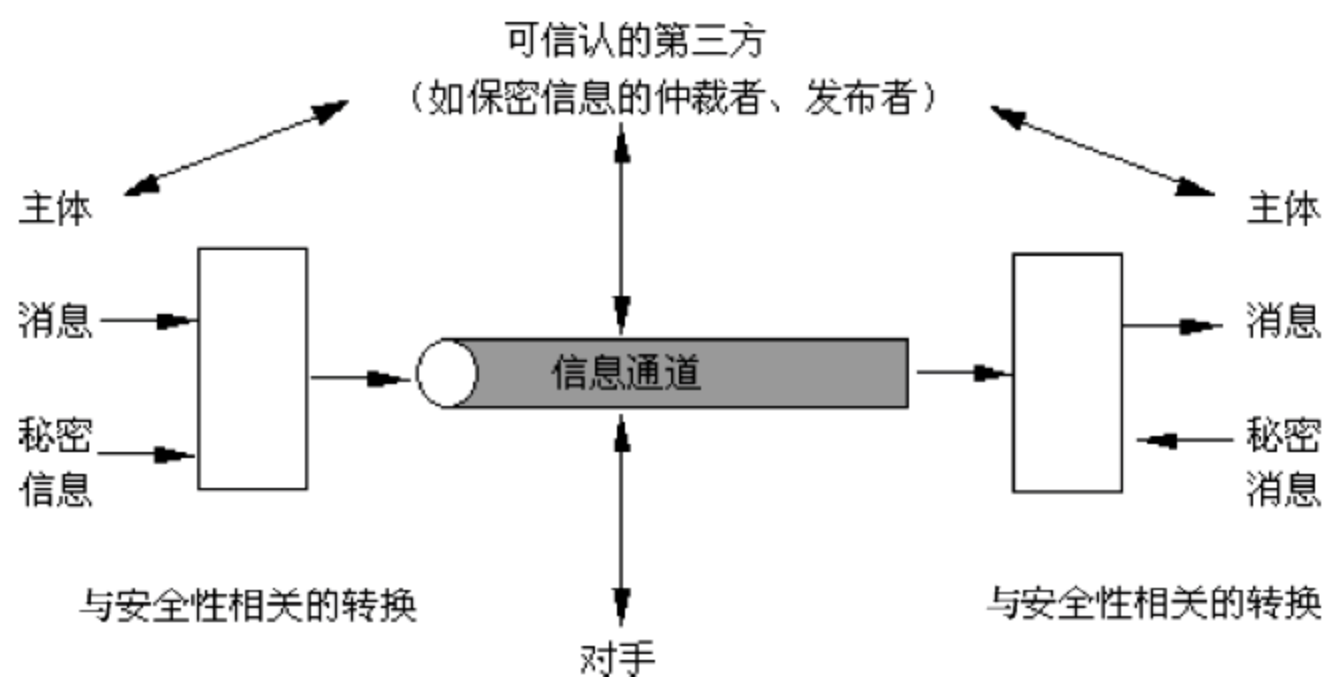 可信认的第三方
（如保密信息的仲裁者、发布者）
主体
主体
消息
消息
信息通道
秘密
信息
秘密
消息
与安全性相关的转换
与安全性相关的转换
对手